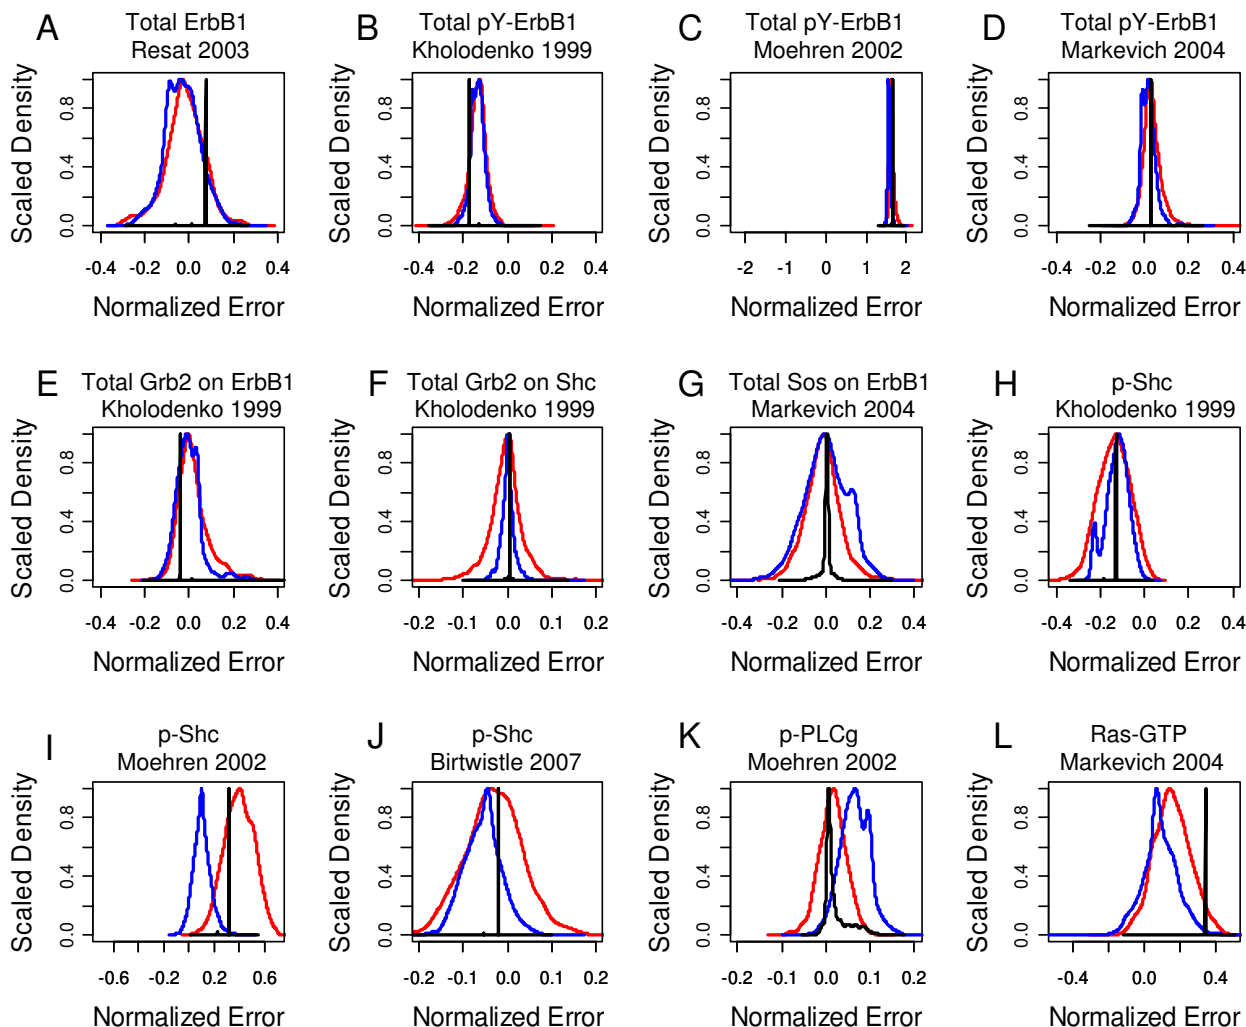 A
Total ErbB1
Resat 2003
Scaled Density
0.0 0.4 0.8
-0.4 -0.2 0.0 0.2 0.4
Normalized Error
B
Total pY-ErbB1
Kholodenko 1999
Scaled Density
0.0 0.4 0.8
-0.4 -0.2 0.0 0.2 0.4
Normalized Error
C
Total pY-ErbB1
Moehren 2002
Scaled Density
0.0 0.4 0.8
-2 -1 0 1 2
Normalized Error
D
Total pY-ErbB1
Markevich 2004
Scaled Density
0.0 0.4 0.8
-0.4 -0.2 0.0 0.2 0.4
Normalized Error
E
Total Grb2 on ErbB1
Kholodenko 1999
Scaled Density
0.0 0.4 0.8
-0.4 -0.2 0.0 0.2 0.4
Normalized Error
F
Total Grb2 on Shc
Kholodenko 1999
Scaled Density
0.0 0.4 0.8
-0.2 -0.1 0.0 0.1 0.2
Normalized Error
G
Total Sos on ErbB1
Markevich 2004
Scaled Density
0.0 0.4 0.8
-0.4 -0.2 0.0 0.2 0.4
Normalized Error
H
p-Shc
Kholodenko 1999
Scaled Density
0.0 0.4 0.8
-0.4 -0.2 0.0 0.2 0.4
Normalized Error
I
p-Shc
Moehren 2002
Scaled Density
0.0 0.4 0.8
-0.6 -0.2 0.2 0.6
Normalized Error
J
p-Shc
Birtwistle 2007
Scaled Density
0.0 0.4 0.8
-0.2 -0.1 0.0 0.1 0.2
Normalized Error
K
p-PLCg
Moehren 2002
Scaled Density
0.0 0.4 0.8
-0.2 -0.1 0.0 0.1 0.2
Normalized Error
L
Ras-GTP
Markevich 2004
Scaled Density
0.0 0.4 0.8
-0.4 0.0 0.4
Normalized Error